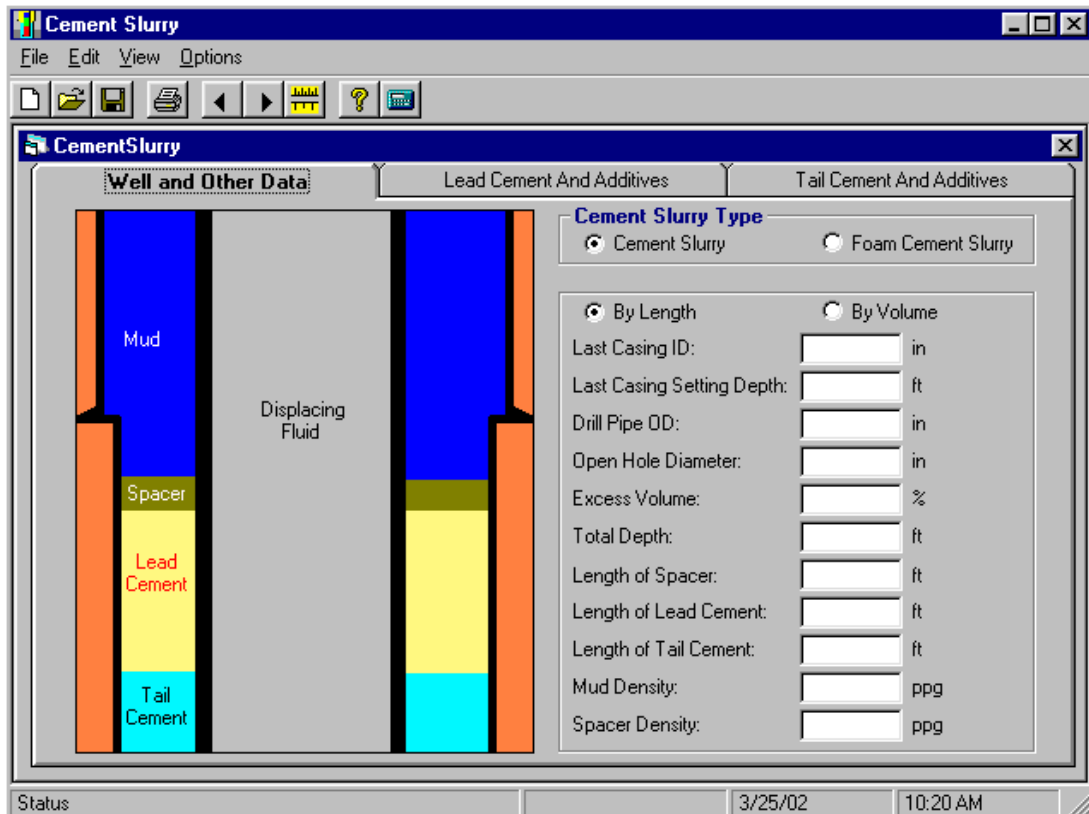 Cement Slurry
File Edit View Options
CementSlurry
Well and Other Data Lead Cement And Additives Tail Cement And Additives
Mud
Displacing
Fluid
Spacer
Lead
Cement
Tail
Cement
Cement Slurry Type
Cement Slurry Foam Cement Slurry
By Length By Volume
Last Casing ID: in
Last Casing Setting Depth: ft
Drill Pipe OD: in
Open Hole Diameter: in
Excess Volume: %
Total Depth: ft
Length of Spacer: ft
Length of Lead Cement: ft
Length of Tail Cement: ft
Mud Density: ppg
Spacer Density: ppg
Status 3/25/02 10:20 AM